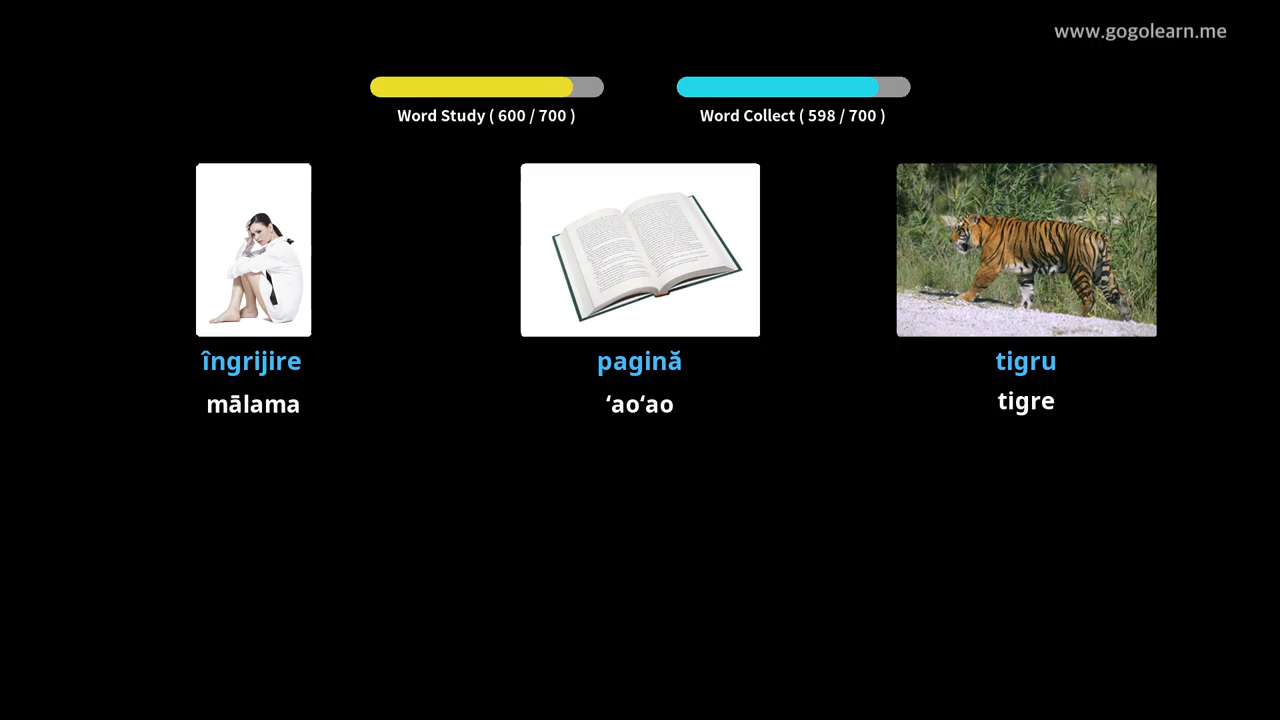 www.gogolearn.me
Word Study ( 600 / 700 )
Word Collect ( 598 / 700 )
îngrijire
pagină
tigru
mālama
ʻaoʻao
tigre